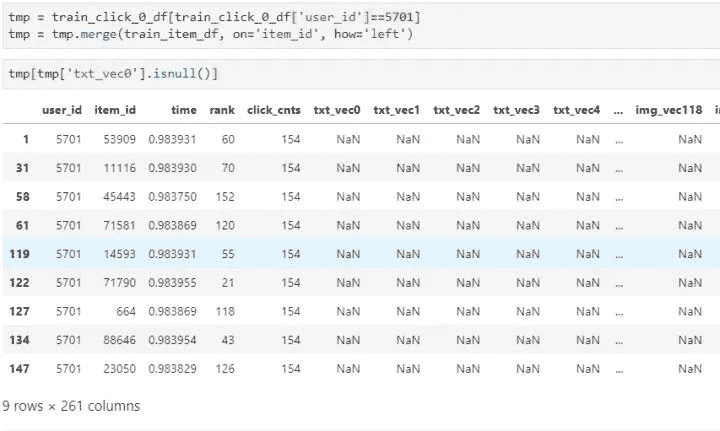 tmp = train_click_0_df[train_click_0_df['user_id']==5701]
tmp = tmp.merge(train_item_df, on='item_id', how='left')
tmp[tmp['txt_vec0'].isnull()]
user_id item_id time rank click_cnts txt_vec0 txt_vec1 txt_vec2 txt_vec3 txt_vec4 ... img_vec118
1 5701 53909 0.983931 60 154 NaN NaN NaN NaN NaN ... NaN
31 5701 11116 0.983930 70 154 NaN NaN NaN NaN NaN ... NaN
58 5701 45443 0.983750 152 154 NaN NaN NaN NaN NaN ... NaN
61 5701 71581 0.983869 120 154 NaN NaN NaN NaN NaN ... NaN
119 5701 14593 0.983931 55 154 NaN NaN NaN NaN NaN ... NaN
122 5701 71790 0.983955 21 154 NaN NaN NaN NaN NaN ... NaN
127 5701 664 0.983869 118 154 NaN NaN NaN NaN NaN ... NaN
134 5701 88646 0.983954 43 154 NaN NaN NaN NaN NaN ... NaN
147 5701 23050 0.983829 126 154 NaN NaN NaN NaN NaN ... NaN
9 rows × 261 columns